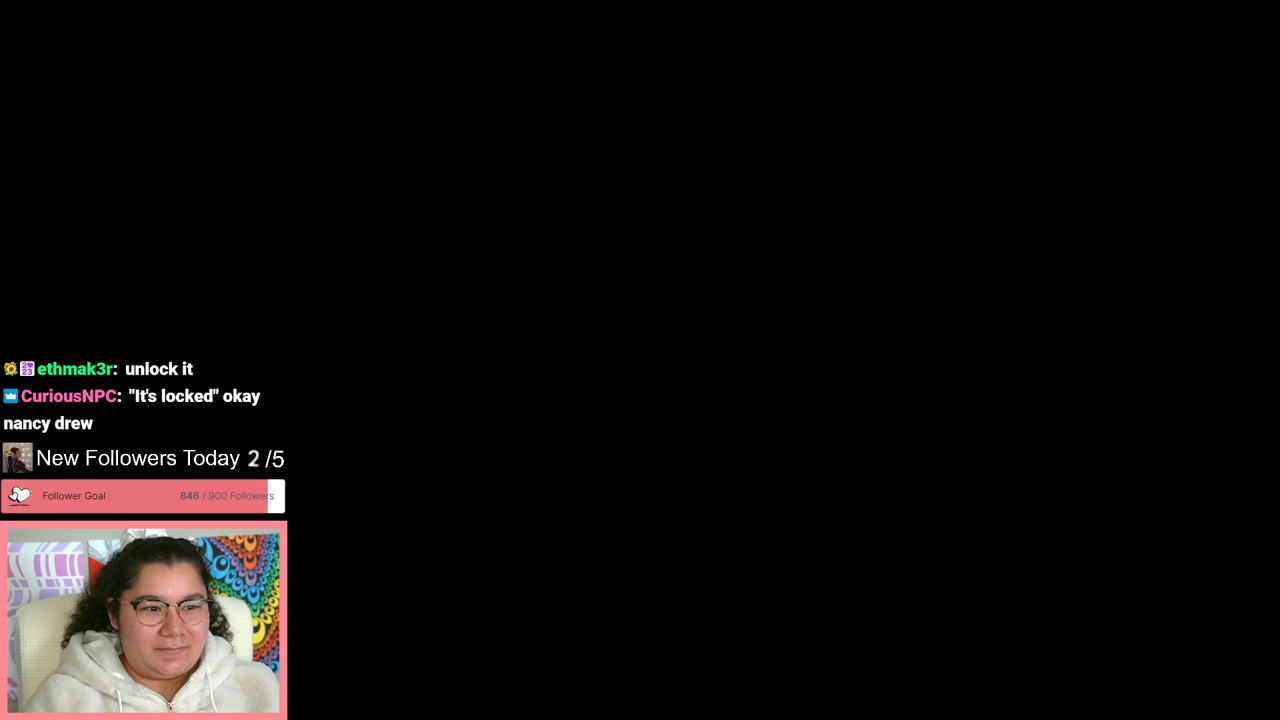 ethmak3r: unlock it
CuriousNPC: "It's locked" okay
nancy drew
New Followers Today 2 /5
Follower Goal 846 / 900 Followers